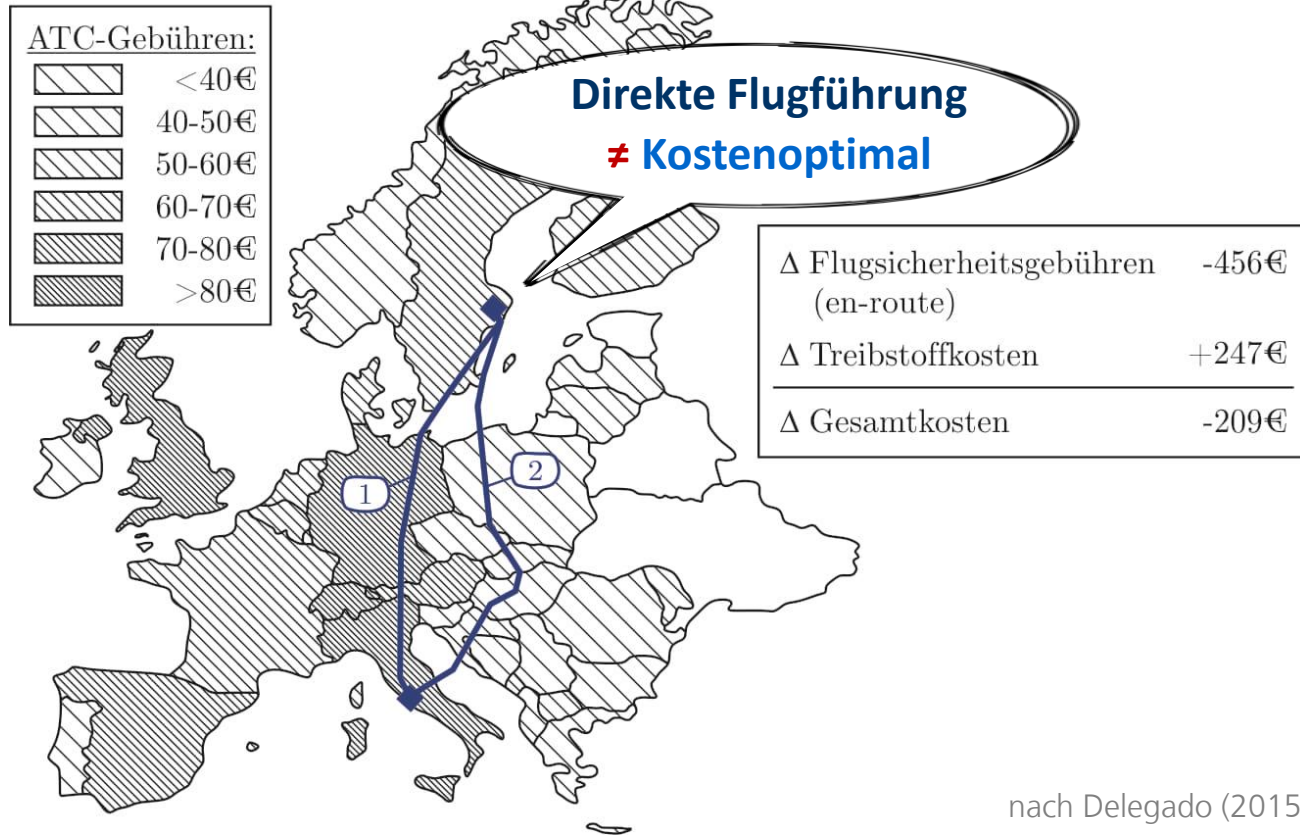 ATC-Gebühren:
<40€
40-50€
50-60€
60-70€
70-80€
>80€
Direkte Flugführung
≠ Kostenoptimal
Δ Flugsicherheitsgebühren -456€
(en-route)
Δ Treibstoffkosten +247€
Δ Gesamtkosten -209€
1
2
nach Delegado (2015